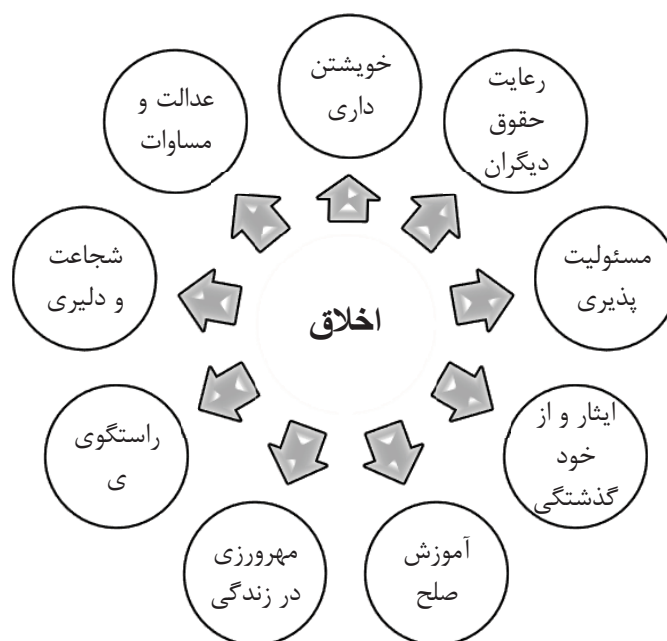 خویشتن
داری
رعایت
حقوق
دیگران
مسئولیت
پذیری
ایثار و از
خود
گذشتگی
آموزش
صلح
مهرورزی
در زندگی
راستگوی
ی
شجاعت
و دلیری
عدالت و
مساوات
اخلاق